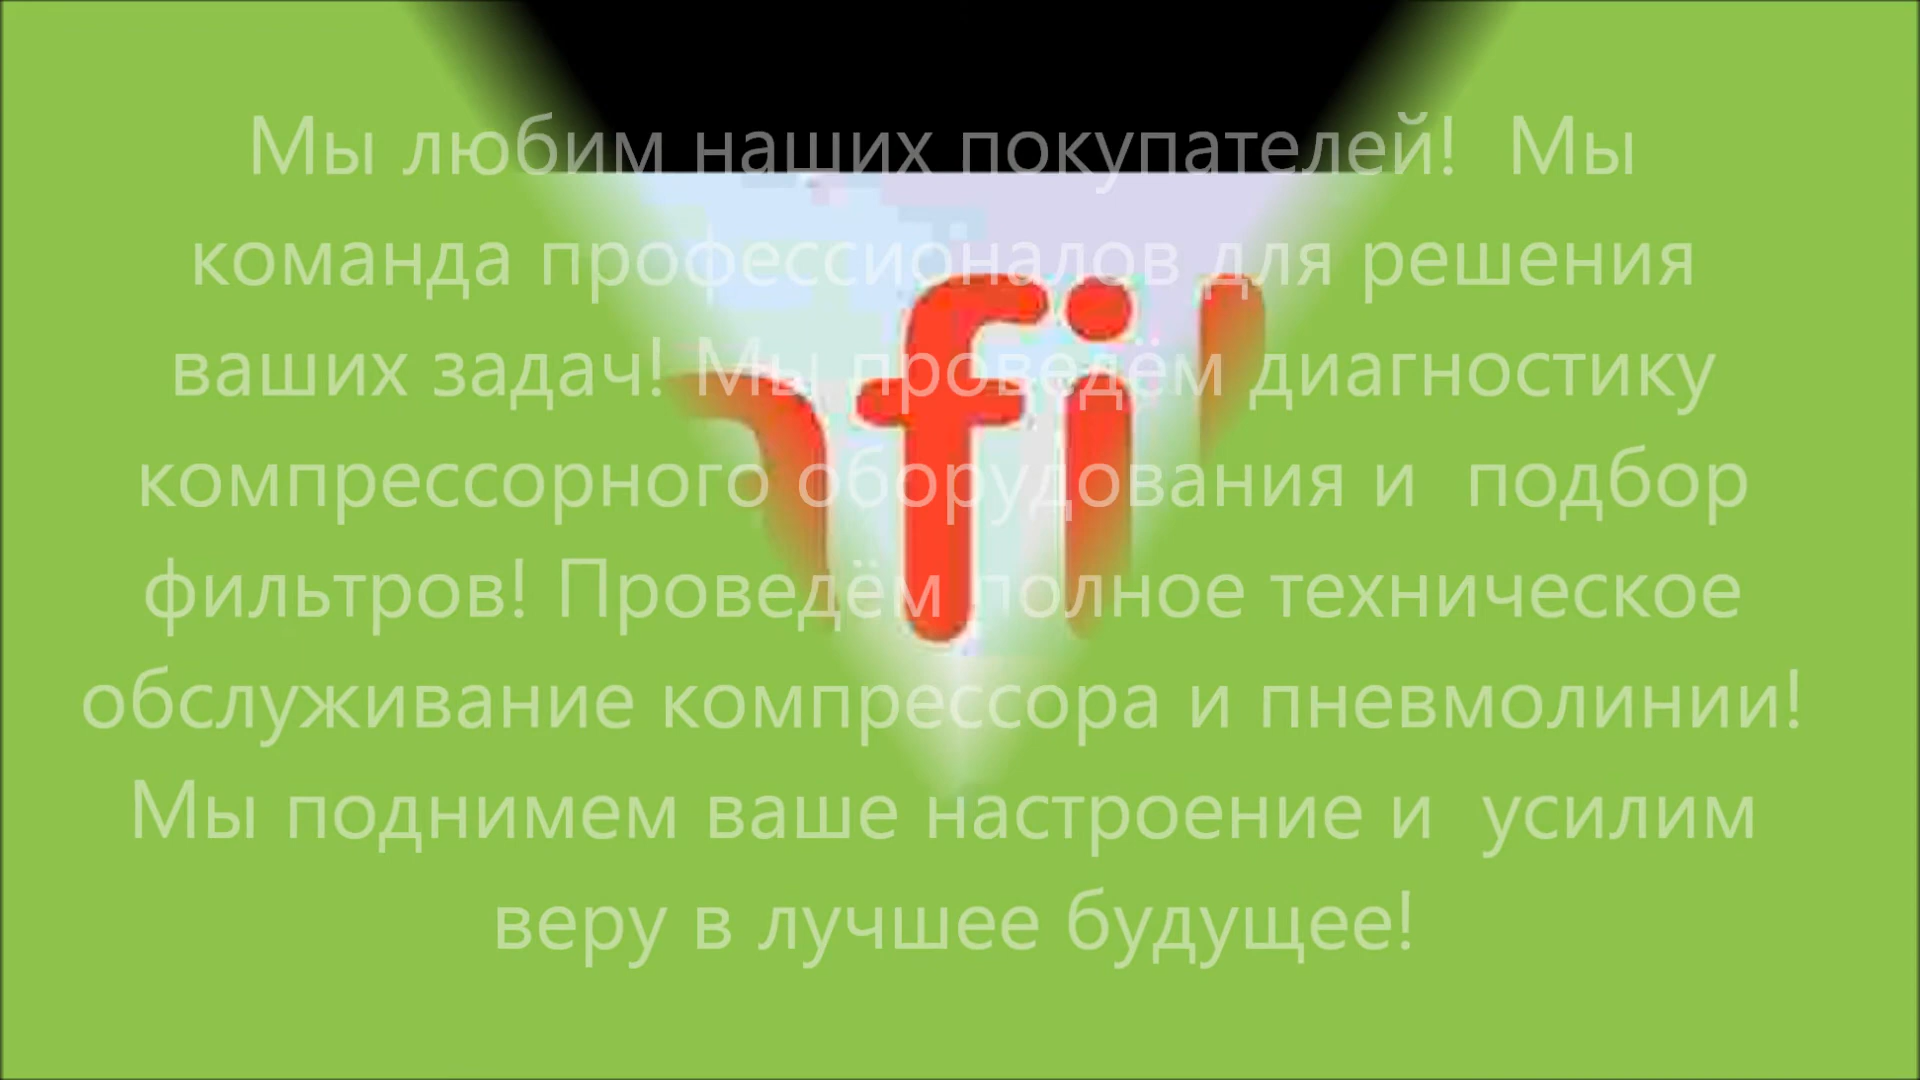 Мы любим наших покупателей!  Мы
команда профессионалов для решения
ваших задач! Мы проведём диагностику
компрессорного оборудования и  подбор
фильтров! Проведём полное техническое
обслуживание компрессора и пневмолинии!
Мы поднимем ваше настроение и  усилим
веру в лучшее будущее!
fi